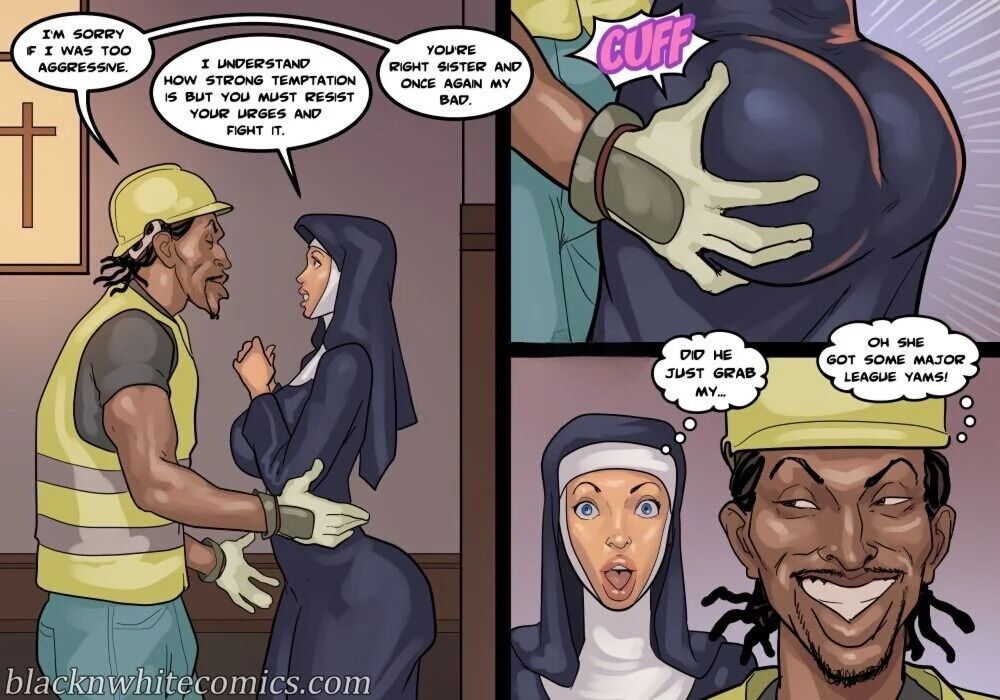 I'M SORRY
IF I WAS TOO
AGGRESSIVE.
I UNDERSTAND
HOW STRONG TEMPTATION
IS BUT YOU MUST RESIST
YOUR URGES AND
FIGHT IT.
YOU'RE
RIGHT SISTER AND
ONCE AGAIN MY
BAD.
CUFF
DID HE
JUST GRAB
MY...
OH SHE
GOT SOME MAJOR
LEAGUE YAMS!
blacknwhitecomics.com